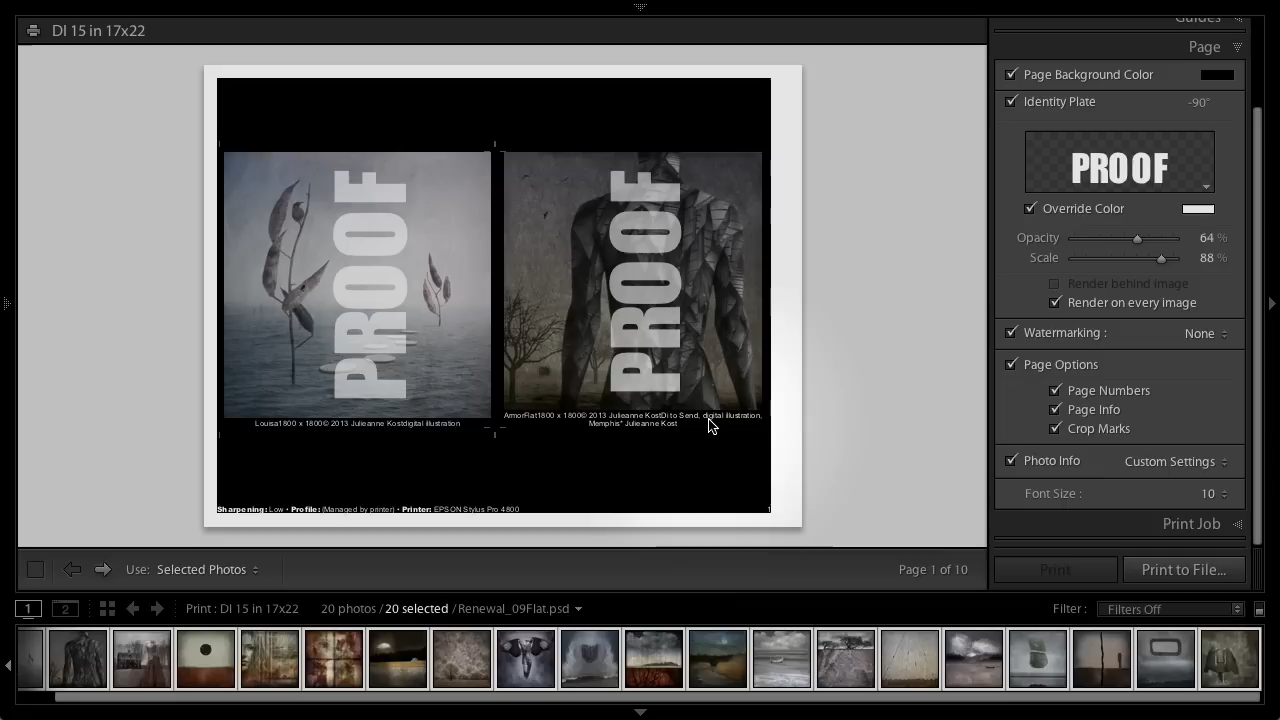 DI 15 in 17x22
Guides
Page
Page Background Color
Identity Plate
-90°
PROOF
Override Color
Opacity
64 %
Scale
88 %
Render behind image
Render on every image
Watermarking :
None
Page Options
Page Numbers
Page Info
Crop Marks
Photo Info
Custom Settings
Font Size :
10
Print Job
Print
Print to File...
PROOF
PROOF
Louisa1800 x 1800© 2013 Julieanne Kostdigital illustration
ArmorFlat1800 x 1800© 2013 Julieanne KostDi to Send, digital illustration,
Memphis" Julieanne Kost
Sharpening: Low • Profile: (Managed by printer) • Printer: EPSON Stylus Pro 4800
1
Use: Selected Photos
Page 1 of 10
1
2
Print : DI 15 in 17x22
20 photos / 20 selected / Renewal_09Flat.psd
Filter :
Filters Off